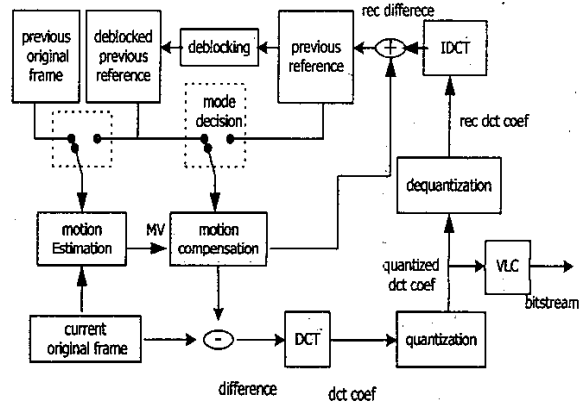 rec differece
previous
original
frame
deblocked
previous
reference
deblocking
previous
reference
+
IDCT
mode
decision
rec dct coef
dequantization
motion
Estimation
MV
motion
compensation
quantized
dct coef
VLC
bitstream
current
original frame
-
DCT
quantization
difference
dct coef